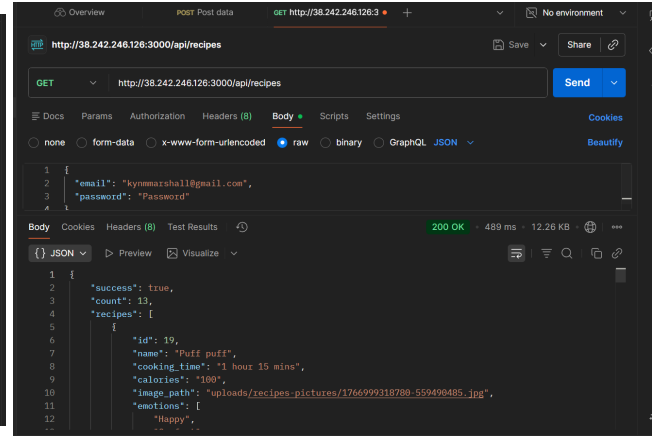 Overview
POST Post data
GET http://38.242.246.126:3
No environment
HTTP http://38.242.246.126:3000/api/recipes
Save
Share
GET
http://38.242.246.126:3000/api/recipes
Send
Docs
Params
Authorization
Headers (8)
Body
Scripts
Settings
Cookies
none
form-data
x-www-form-urlencoded
raw
binary
GraphQL
JSON
Beautify
1 {
2 "email": "kynmmarshall@gmail.com",
3 "password": "Password"
4 }
Body
Cookies
Headers (8)
Test Results
200 OK
489 ms
12.26 KB
{} JSON
Preview
Visualize
1 {
2 "success": true,
3 "count": 13,
4 "recipes": [
5 {
6 "id": 19,
7 "name": "Puff puff",
8 "cooking_time": "1 hour 15 mins",
9 "calories": "100",
10 "image_path": "uploads/recipes-pictures/1766999318780-559490485.jpg",
11 "emotions": [
12 "Happy",